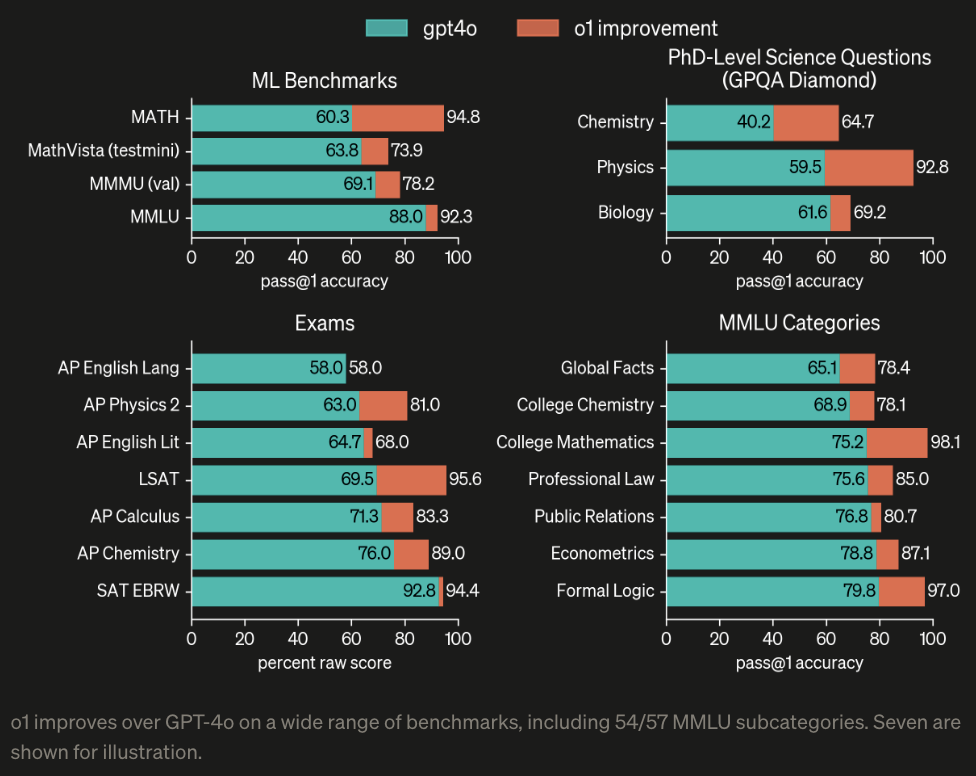 gpt4o
o1 improvement
ML Benchmarks
MATH 60.3 94.8
MathVista (testmini) 63.8 73.9
MMMU (val) 69.1 78.2
MMLU 88.0 92.3
0 20 40 60 80 100
pass@1 accuracy
PhD-Level Science Questions
(GPQA Diamond)
Chemistry 40.2 64.7
Physics 59.5 92.8
Biology 61.6 69.2
0 20 40 60 80 100
pass@1 accuracy
Exams
AP English Lang 58.0 58.0
AP Physics 2 63.0 81.0
AP English Lit 64.7 68.0
LSAT 69.5 95.6
AP Calculus 71.3 83.3
AP Chemistry 76.0 89.0
SAT EBRW 92.8 94.4
0 20 40 60 80 100
percent raw score
MMLU Categories
Global Facts 65.1 78.4
College Chemistry 68.9 78.1
College Mathematics 75.2 98.1
Professional Law 75.6 85.0
Public Relations 76.8 80.7
Econometrics 78.8 87.1
Formal Logic 79.8 97.0
0 20 40 60 80 100
pass@1 accuracy
o1 improves over GPT-4o on a wide range of benchmarks, including 54/57 MMLU subcategories. Seven are
shown for illustration.